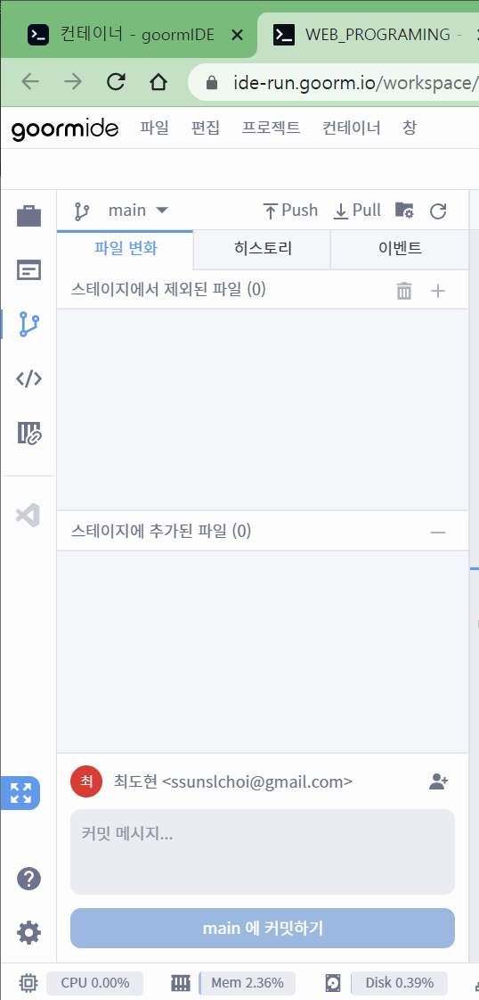 컨테이너 - goormIDE
WEB_PROGRAMING -
ide-run.goorm.io/workspace/
goormide 파일 편집 프로젝트 컨테이너 창
main Push Pull
파일 변화 히스토리 이벤트
스테이지에서 제외된 파일 (0)
스테이지에 추가된 파일 (0)
최 최도현 <ssunslchoi@gmail.com>
커밋 메시지...
main 에 커밋하기
CPU 0.00% Mem 2.36% Disk 0.39%